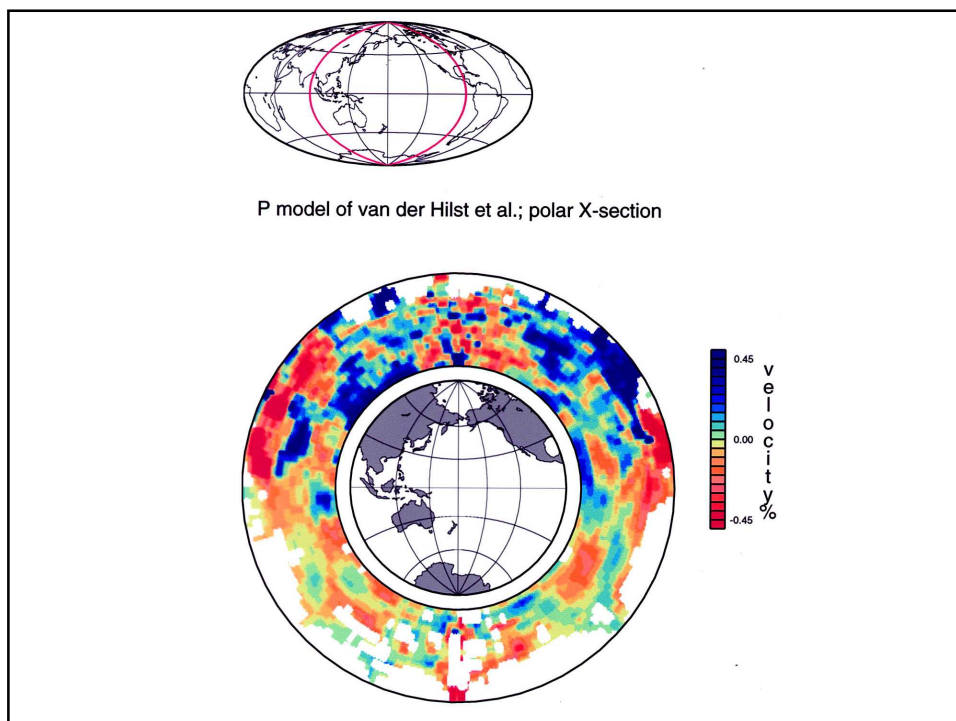 P model of van der Hilst et al.; polar X-section
0.45
0.00
-0.45
velocity%